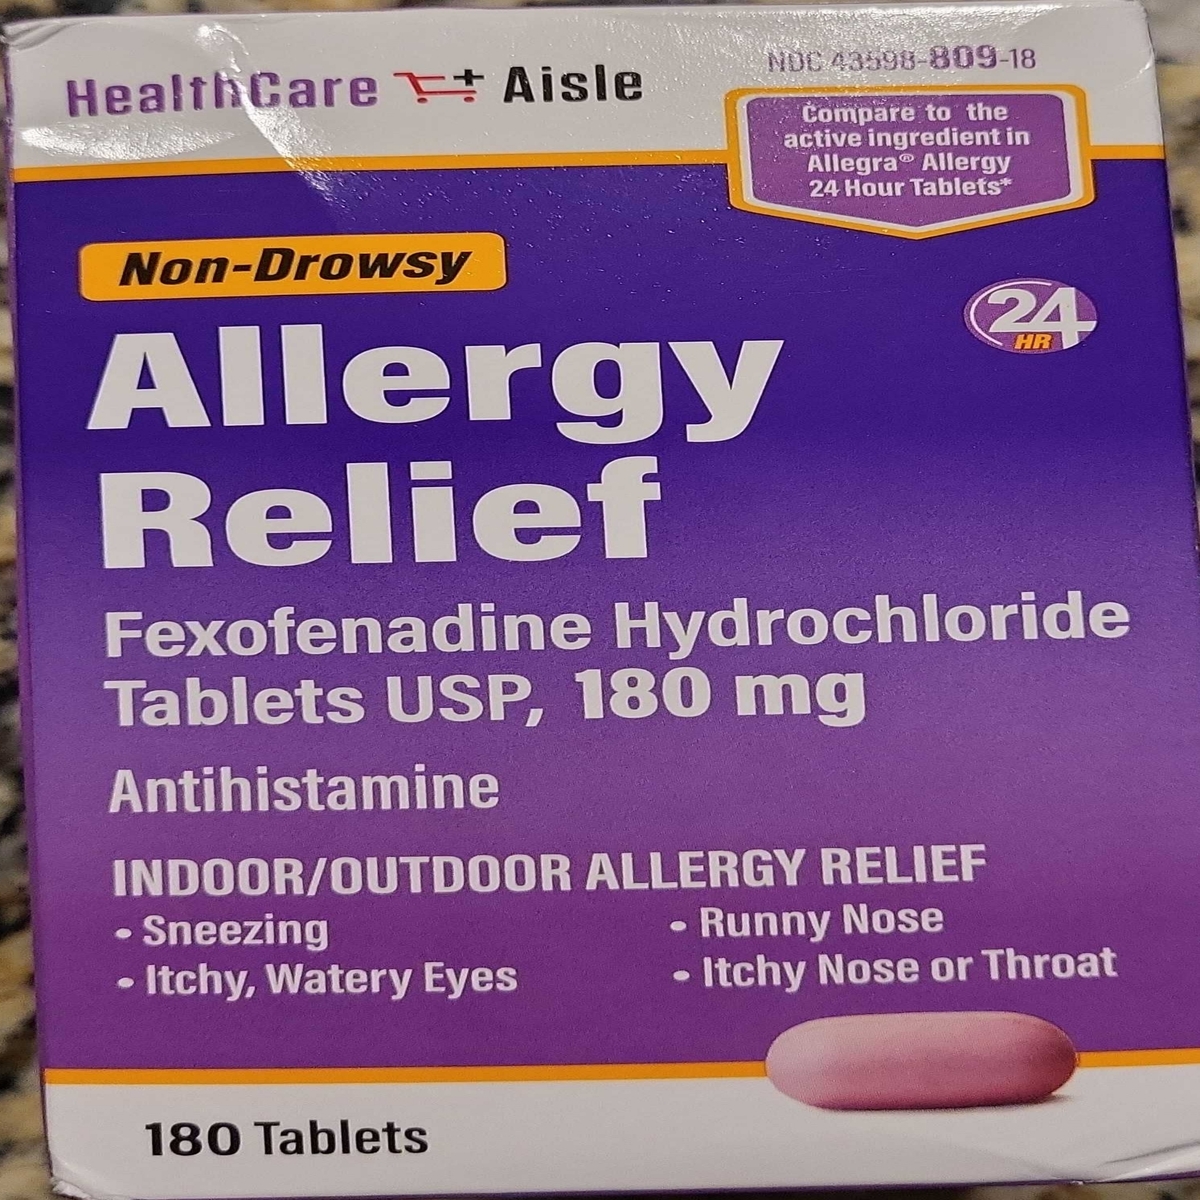 HealthCare Aisle
NDC 43598-809-18
Compare to the
active ingredient in
Allegra® Allergy
24 Hour Tablets*
Non-Drowsy
24
HR
Allergy
Relief
Fexofenadine Hydrochloride
Tablets USP, 180 mg
Antihistamine
INDOOR/OUTDOOR ALLERGY RELIEF
• Sneezing
• Runny Nose
• Itchy, Watery Eyes
• Itchy Nose or Throat
180 Tablets